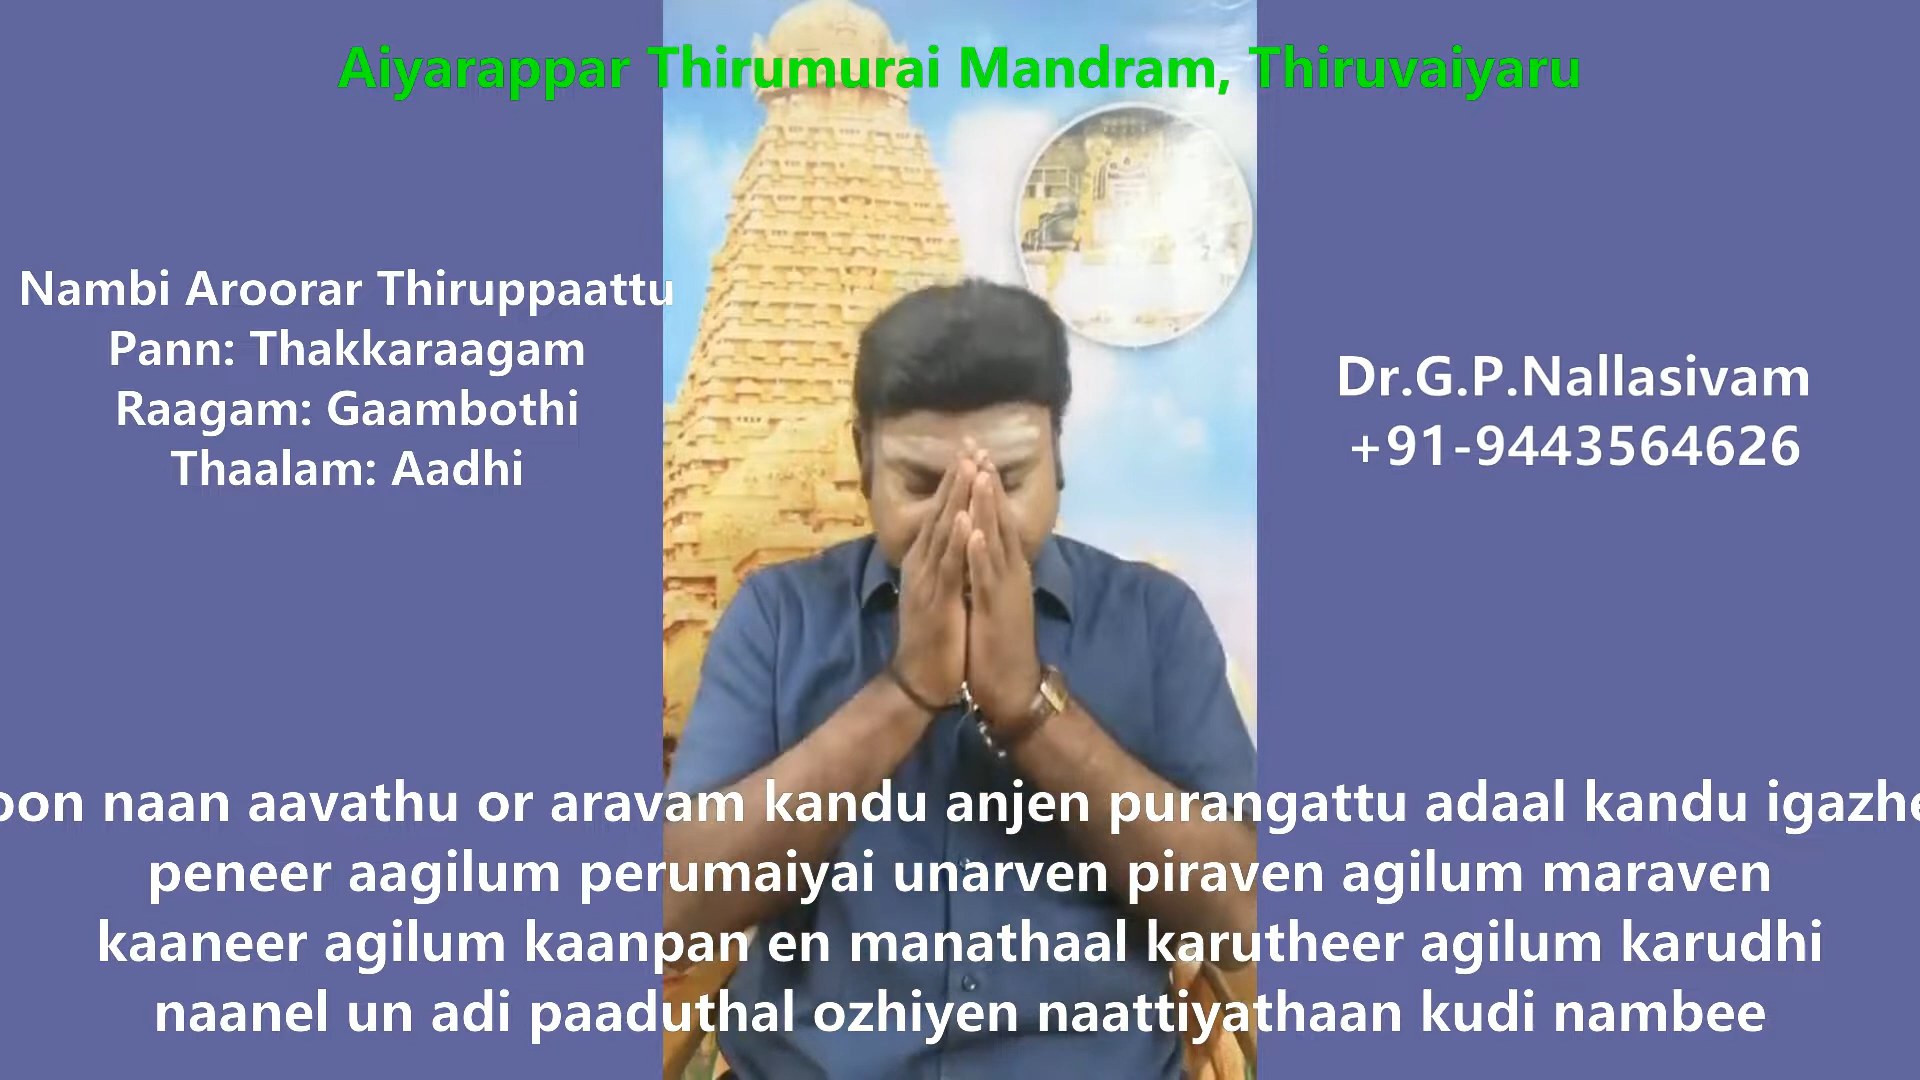 Aiyarappar Thirumurai Mandram, Thiruvaiyaru
Nambi Aroorar Thiruppaattu
Pann: Thakkaraagam
Raagam: Gaambothi
Thaalam: Aadhi
Dr.G.P.Nallasivam
+91-9443564626
naan aavathu or aravam kandu anjen purangattu adaal kandu
peneer aagilum perumaiyai unarven piraven agilum maraven
kaaneer agilum kaanpan en manathaal karutheer agilum karudhi
naanel un adi paaduthal ozhiyen naattiyathaan kudi nambee